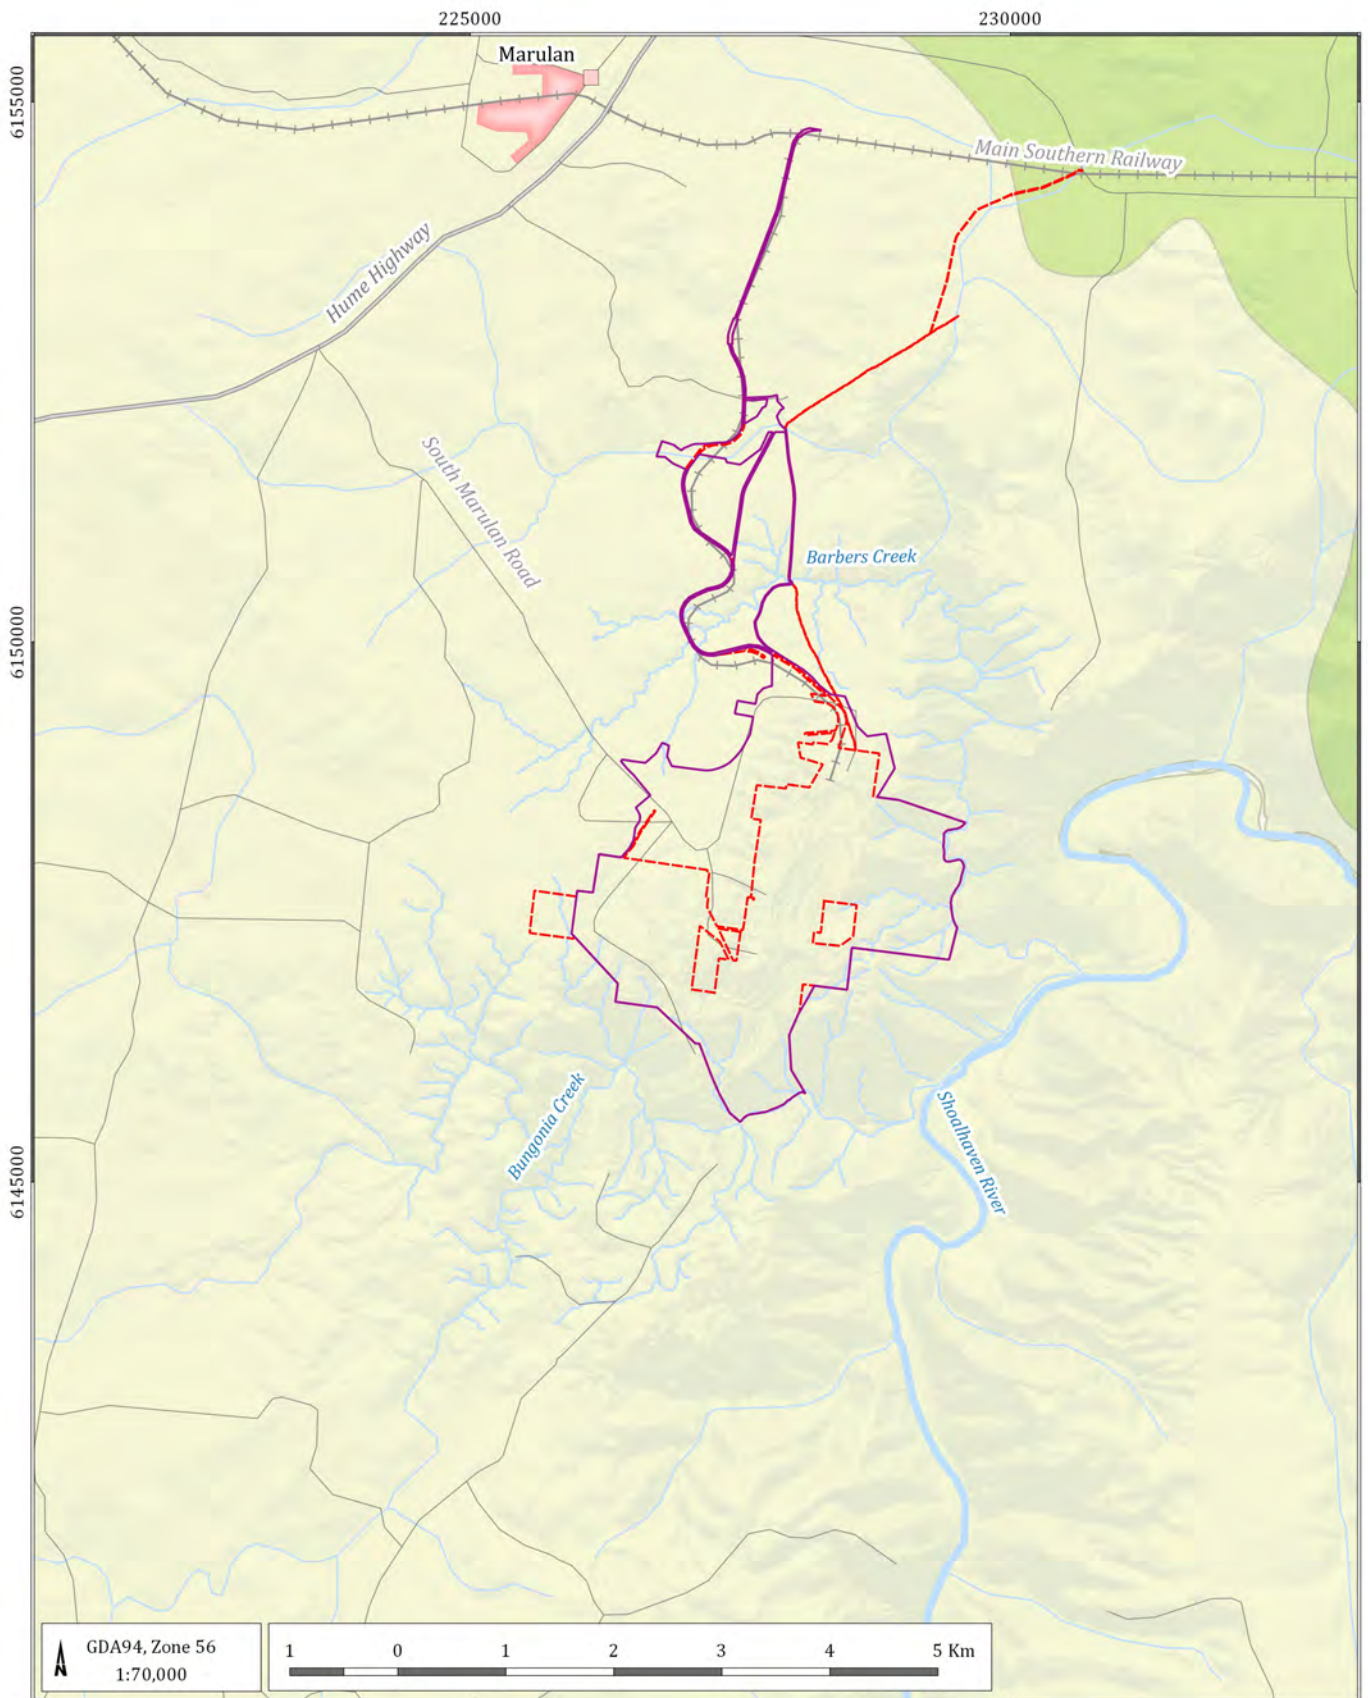 225000
230000
6155000
Marulan
Main Southern Railway
Hume Highway
South Marulan Road
Barbers Creek
6150000
Bungonia Creek
Shoalhaven River
6145000
N
GDA94, Zone 56
1:70,000
1 0 1 2 3 4 5 Km